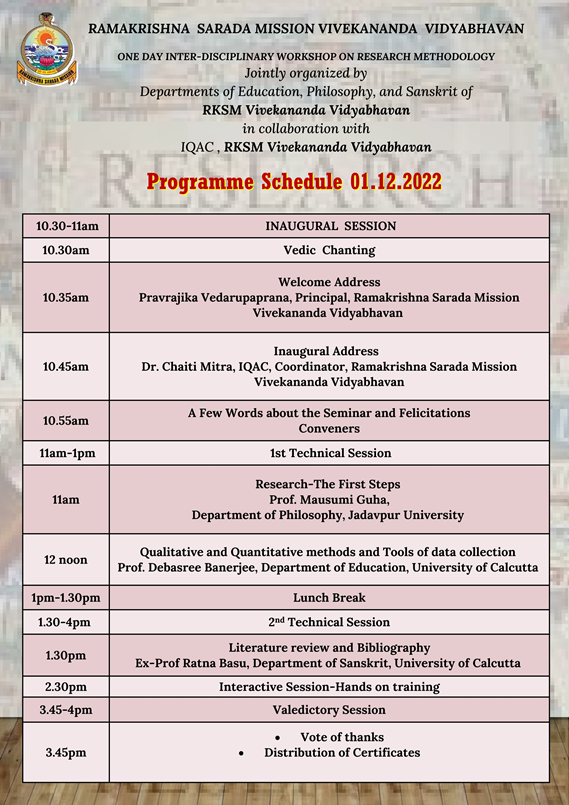 RAMAKRISHNA SARADA MISSION VIVEKANANDA VIDYABHAVAN
ONE DAY INTER-DISCIPLINARY WORKSHOP ON RESEARCH METHODOLOGY
Jointly organized by
Departments of Education, Philosophy, and Sanskrit of
RKSM Vivekananda Vidyabhavan
in collaboration with
IQAC , RKSM Vivekananda Vidyabhavan
RESEARCH
Programme Schedule 01.12.2022
10.30-11am INAUGURAL SESSION
10.30am Vedic Chanting
10.35am Welcome Address
Pravrajika Vedarupaprana, Principal, Ramakrishna Sarada Mission
Vivekananda Vidyabhavan
10.45am Inaugural Address
Dr. Chaiti Mitra, IQAC, Coordinator, Ramakrishna Sarada Mission
Vivekananda Vidyabhavan
10.55am A Few Words about the Seminar and Felicitations
Conveners
11am-1pm 1st Technical Session
11am Research-The First Steps
Prof. Mausumi Guha,
Department of Philosophy, Jadavpur University
12 noon Qualitative and Quantitative methods and Tools of data collection
Prof. Debasree Banerjee, Department of Education, University of Calcutta
1pm-1.30pm Lunch Break
1.30-4pm 2nd Technical Session
1.30pm Literature review and Bibliography
Ex-Prof Ratna Basu, Department of Sanskrit, University of Calcutta
2.30pm Interactive Session-Hands on training
3.45-4pm Valedictory Session
3.45pm • Vote of thanks
• Distribution of Certificates